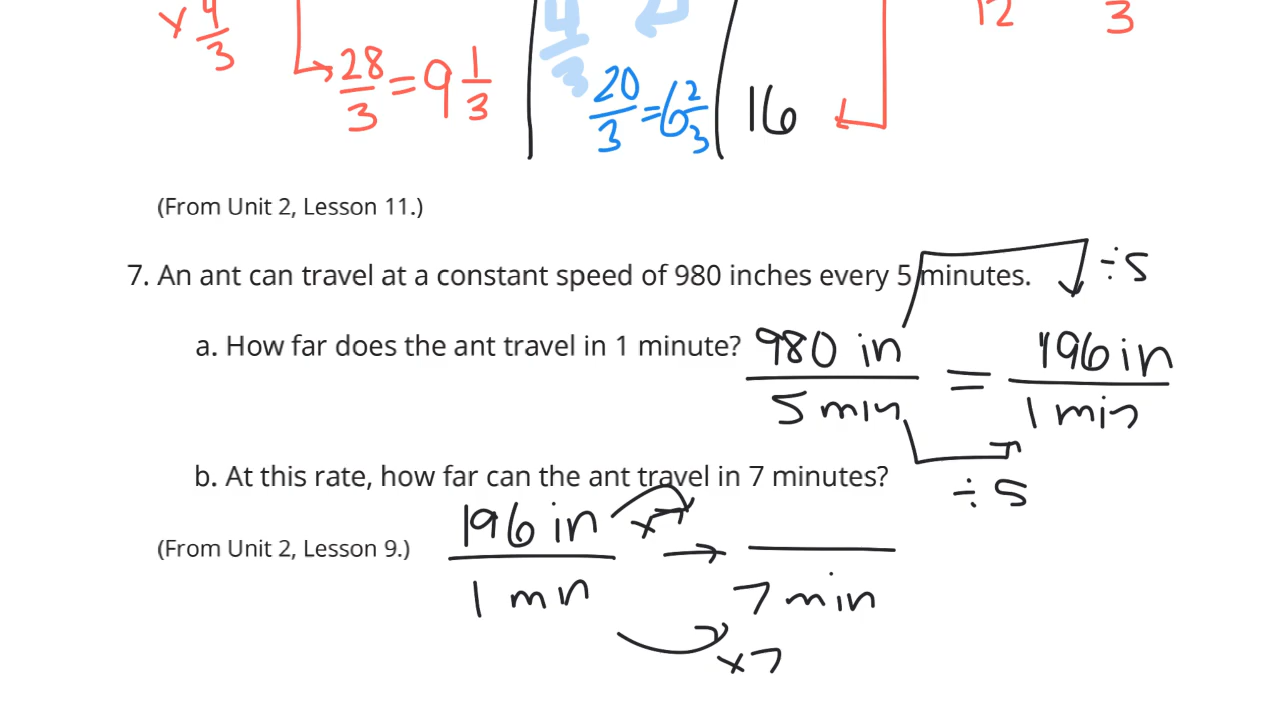 x 4/3
28/3 = 9 1/3
4/3
20/3 = 6 2/3
16
12
3
(From Unit 2, Lesson 11.)
7. An ant can travel at a constant speed of 980 inches every 5 minutes.
÷5
a. How far does the ant travel in 1 minute?
980 in / 5 min = 196 in / 1 min
÷5
b. At this rate, how far can the ant travel in 7 minutes?
(From Unit 2, Lesson 9.)
196 in / 1 mn x → / 7 min
x7